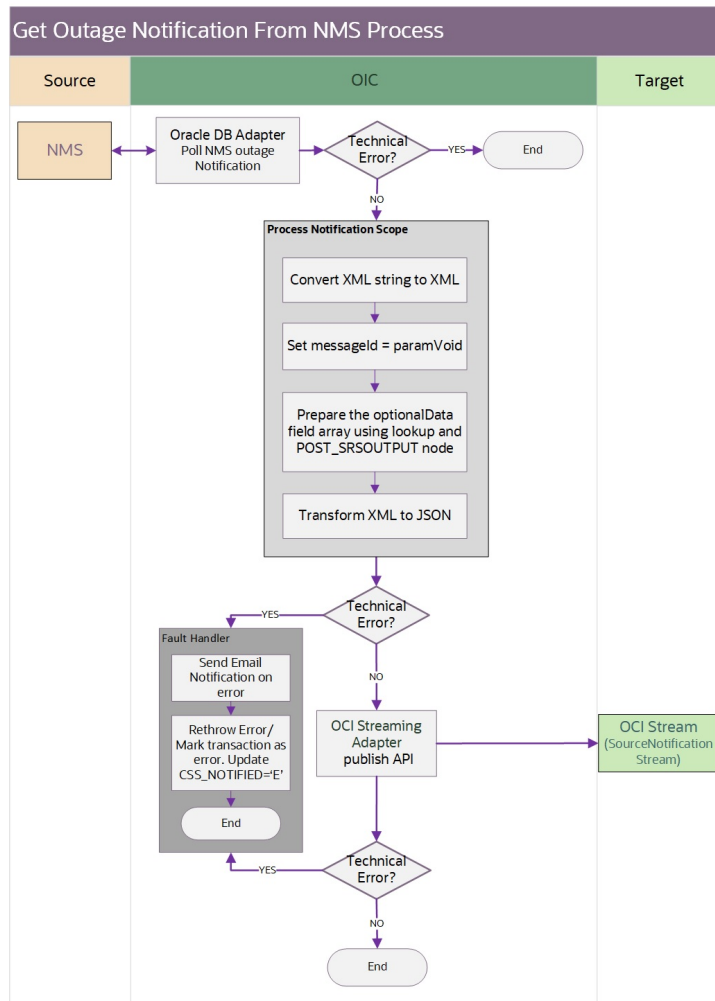 Get Outage Notification From NMS Process
Source
OIC
Target
NMS
Oracle DB Adapter
Poll NMS outage
Notification
Technical
Error?
YES
End
NO
Process Notification Scope
Convert XML string to XML
Set messageId = paramVoid
Prepare the optionalData
field array using lookup and
POST_SRSOUTPUT node
Transform XML to JSON
Technical
Error?
YES
NO
Fault Handler
Send Email
Notification on
error
Rethrow Error/
Mark transaction as
error. Update
CSS_NOTIFIED='E'
End
OCI Streaming
Adapter
publish API
OCI Stream
(SourceNotification
Stream)
Technical
Error?
YES
NO
End